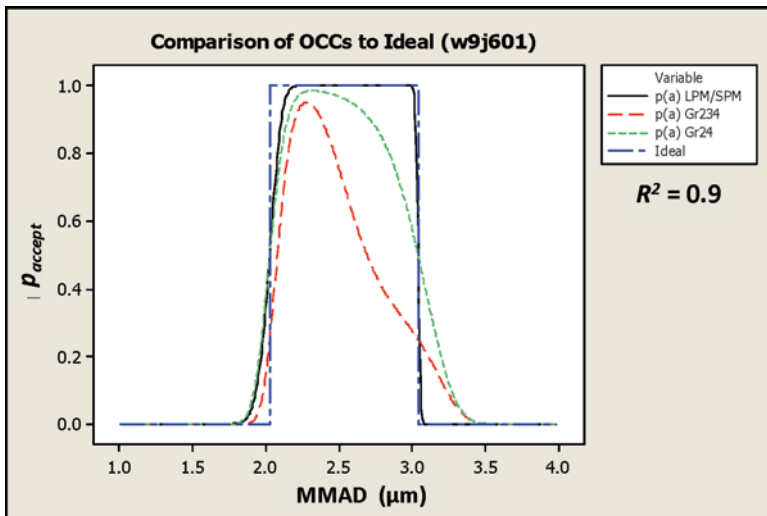 Comparison of OCCs to Ideal (w9j601)
Variable
p(a) LPM/SPM
p(a) Gr234
p(a) Gr24
Ideal
R² = 0.9
p accept
1.0
0.8
0.6
0.4
0.2
0.0
1.0 1.5 2.0 2.5 3.0 3.5 4.0
MMAD (µm)